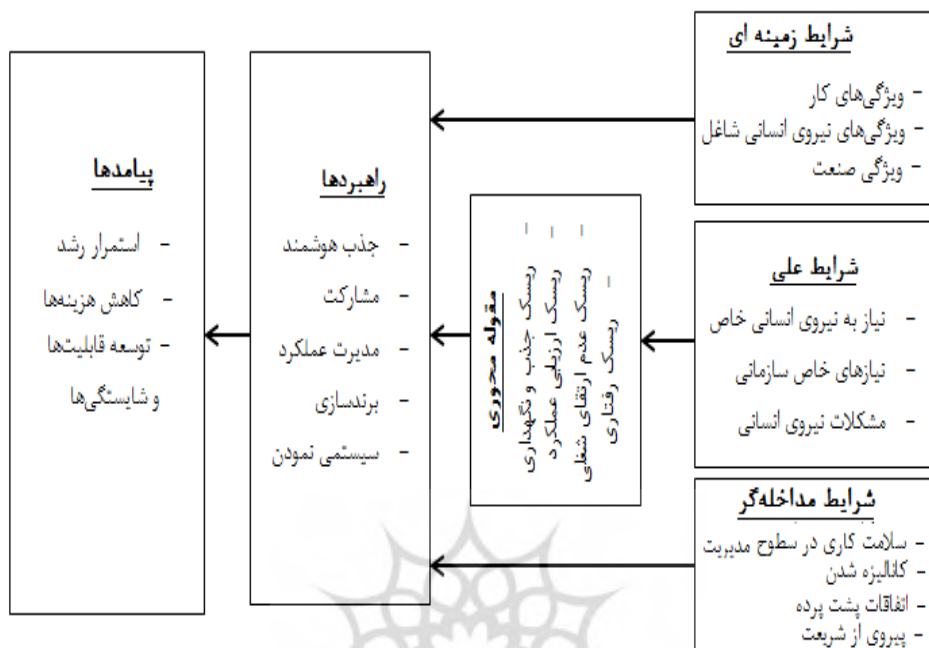 شرایط زمینه ای
- ویژگی‌های کار
- ویژگی‌های نیروی انسانی شاغل
- ویژگی صنعت
شرایط علی
- نیاز به نیروی انسانی خاص
- نیازهای خاص سازمانی
- مشکلات نیروی انسانی
شرایط مداخله‌گر
- سلامت کاری در سطوح مدیریت
- کانالیزه شدن
- اتفاقات پشت پرده
- پیروی از شریعت
مقوله محوری
- ریسک جذب و نگهداری
- ریسک ارزیابی عملکرد
- ریسک عدم ارتقای شغلی
- ریسک رفتاری
راهبردها
- جذب هوشمند
- مشارکت
- مدیرت عملکرد
- برندسازی
- سیستمی نمودن
پیامدها
- استمرار رشد
- کاهش هزینه‌ها
- توسعه قابلیت‌ها
و شایستگی‌ها